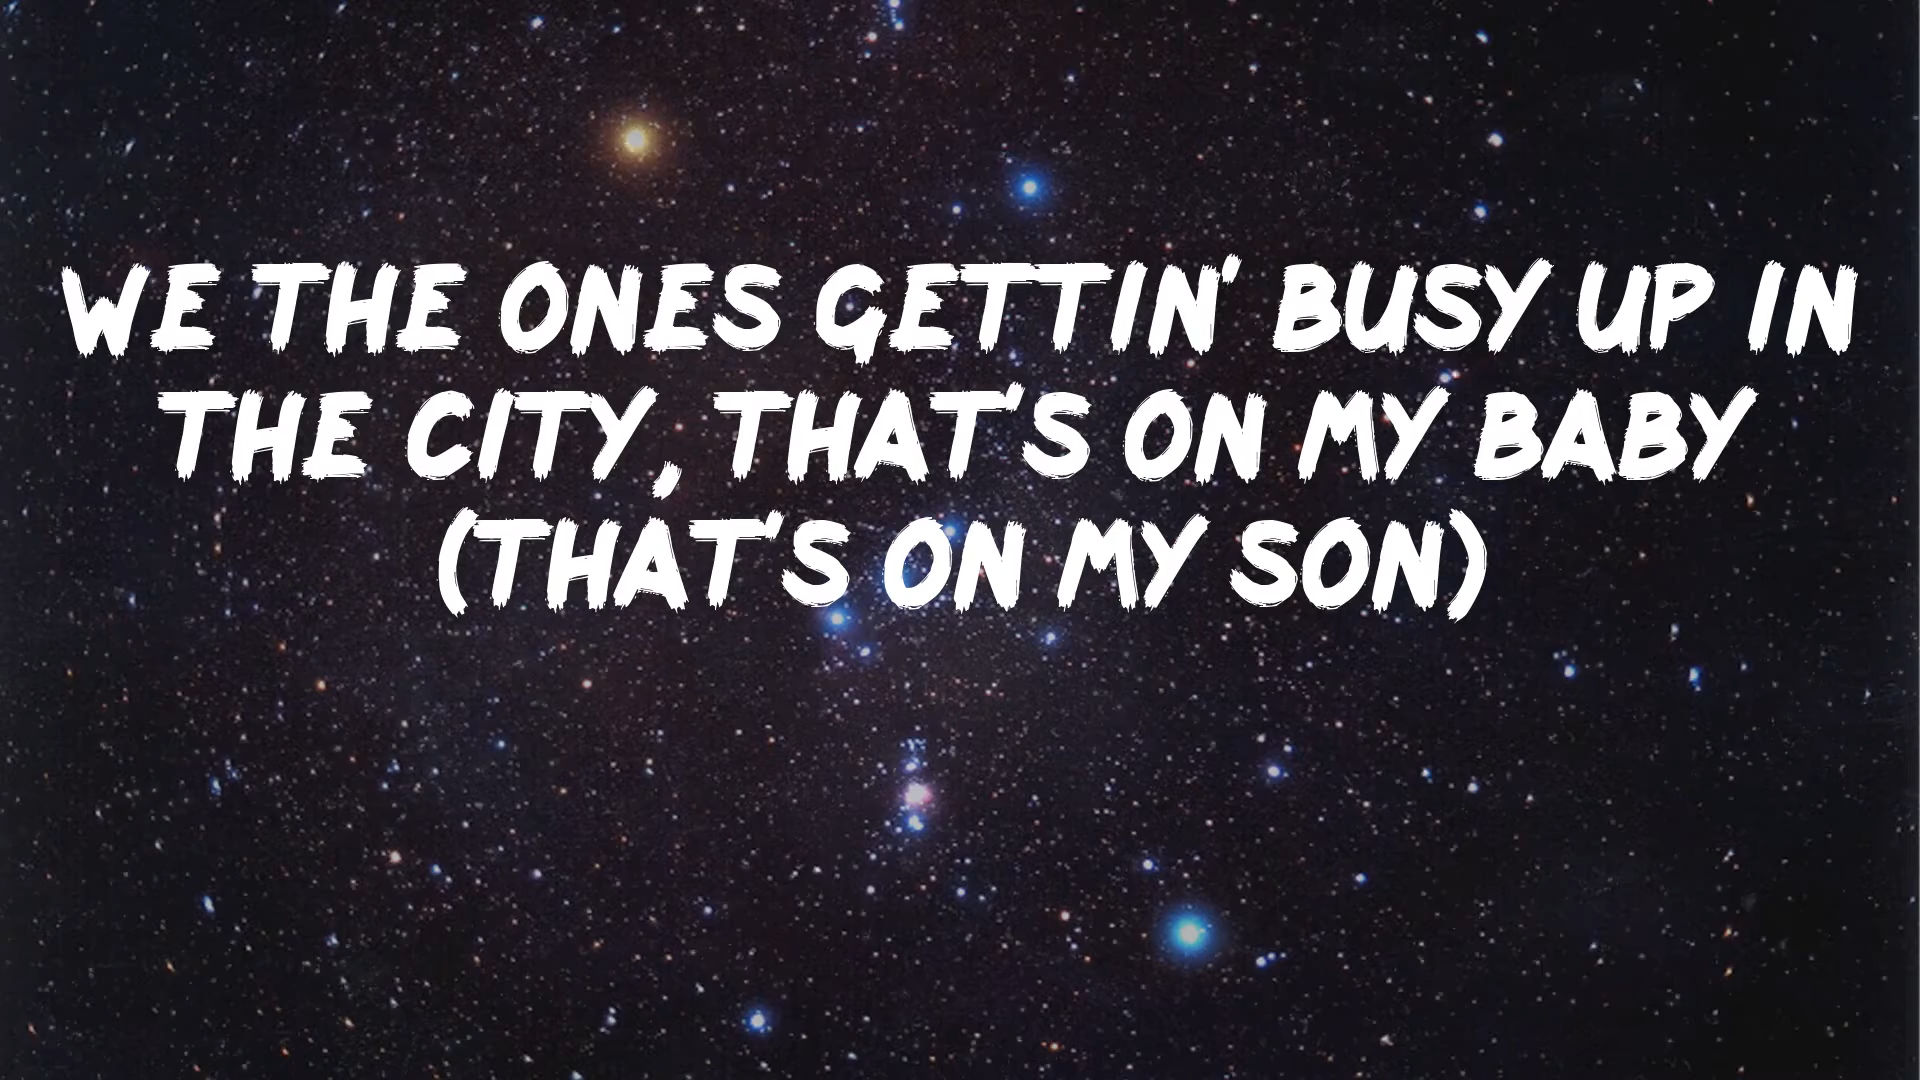 WE THE ONES GETTIN' BUSY UP IN
THE CITY, THAT'S ON MY BABY
(THAT'S ON MY SON)